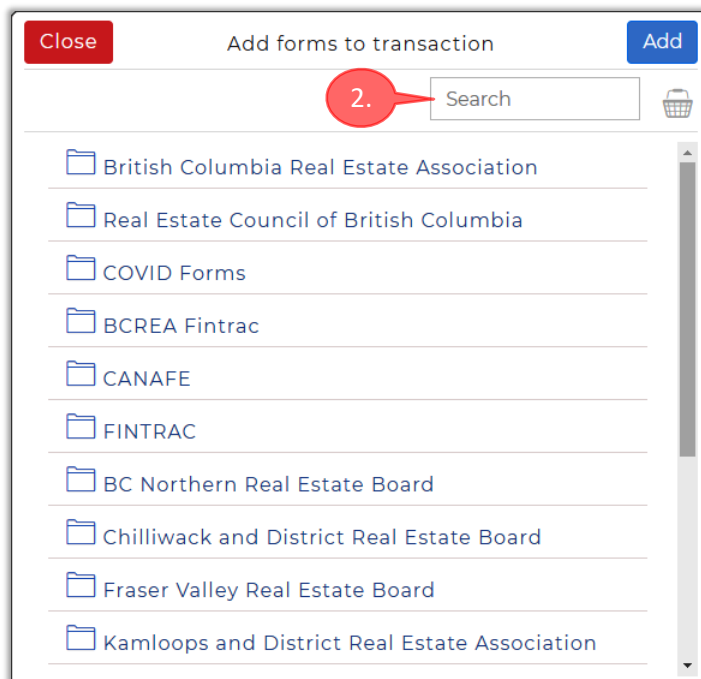 Close
Add forms to transaction
Add
2.
Search
British Columbia Real Estate Association
Real Estate Council of British Columbia
COVID Forms
BCREA Fintrac
CANAFE
FINTRAC
BC Northern Real Estate Board
Chilliwack and District Real Estate Board
Fraser Valley Real Estate Board
Kamloops and District Real Estate Association